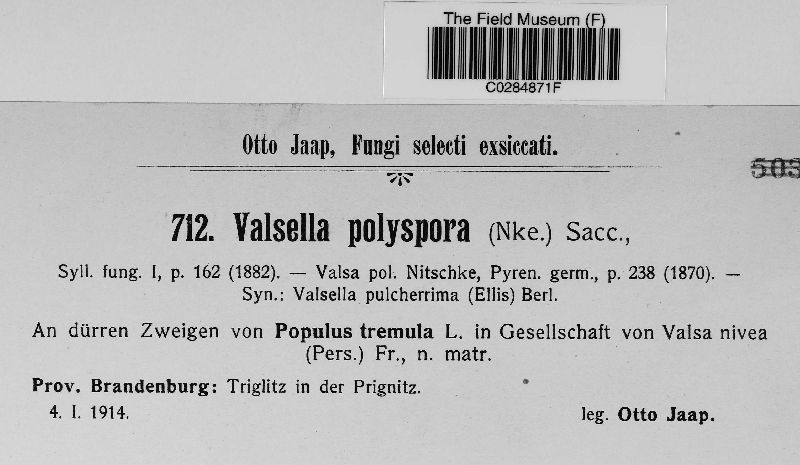 The Field Museum (F)
C0284871F
Otto Jaap, Fungi selecti exsiccati.
712. Valsella polyspora (Nke.) Sacc.,
Syll. fung. I, p. 162 (1882). — Valsa pol. Nitschke, Pyren. germ., p. 238 (1870). —
Syn.: Valsella pulcherrima (Ellis) Berl.
An dürren Zweigen von Populus tremula L. in Gesellschaft von Valsa nivea
(Pers.) Fr., n. matr.
Prov. Brandenburg: Triglitz in der Prignitz.
4. I. 1914.
leg. Otto Jaap.